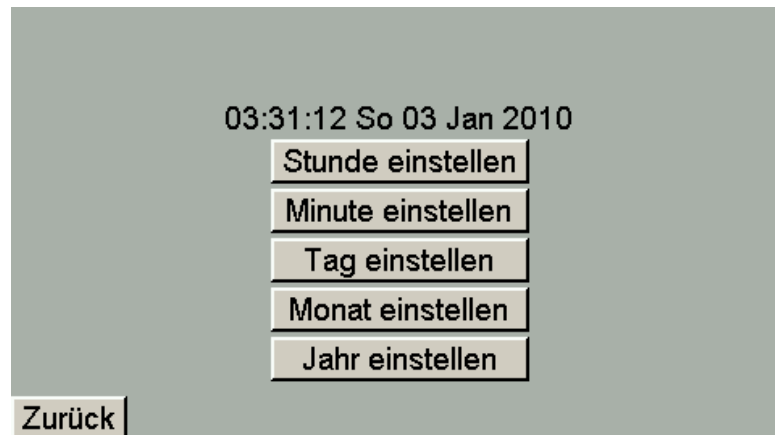 03:31:12 So 03 Jan 2010
Stunde einstellen
Minute einstellen
Tag einstellen
Monat einstellen
Jahr einstellen
Zurück